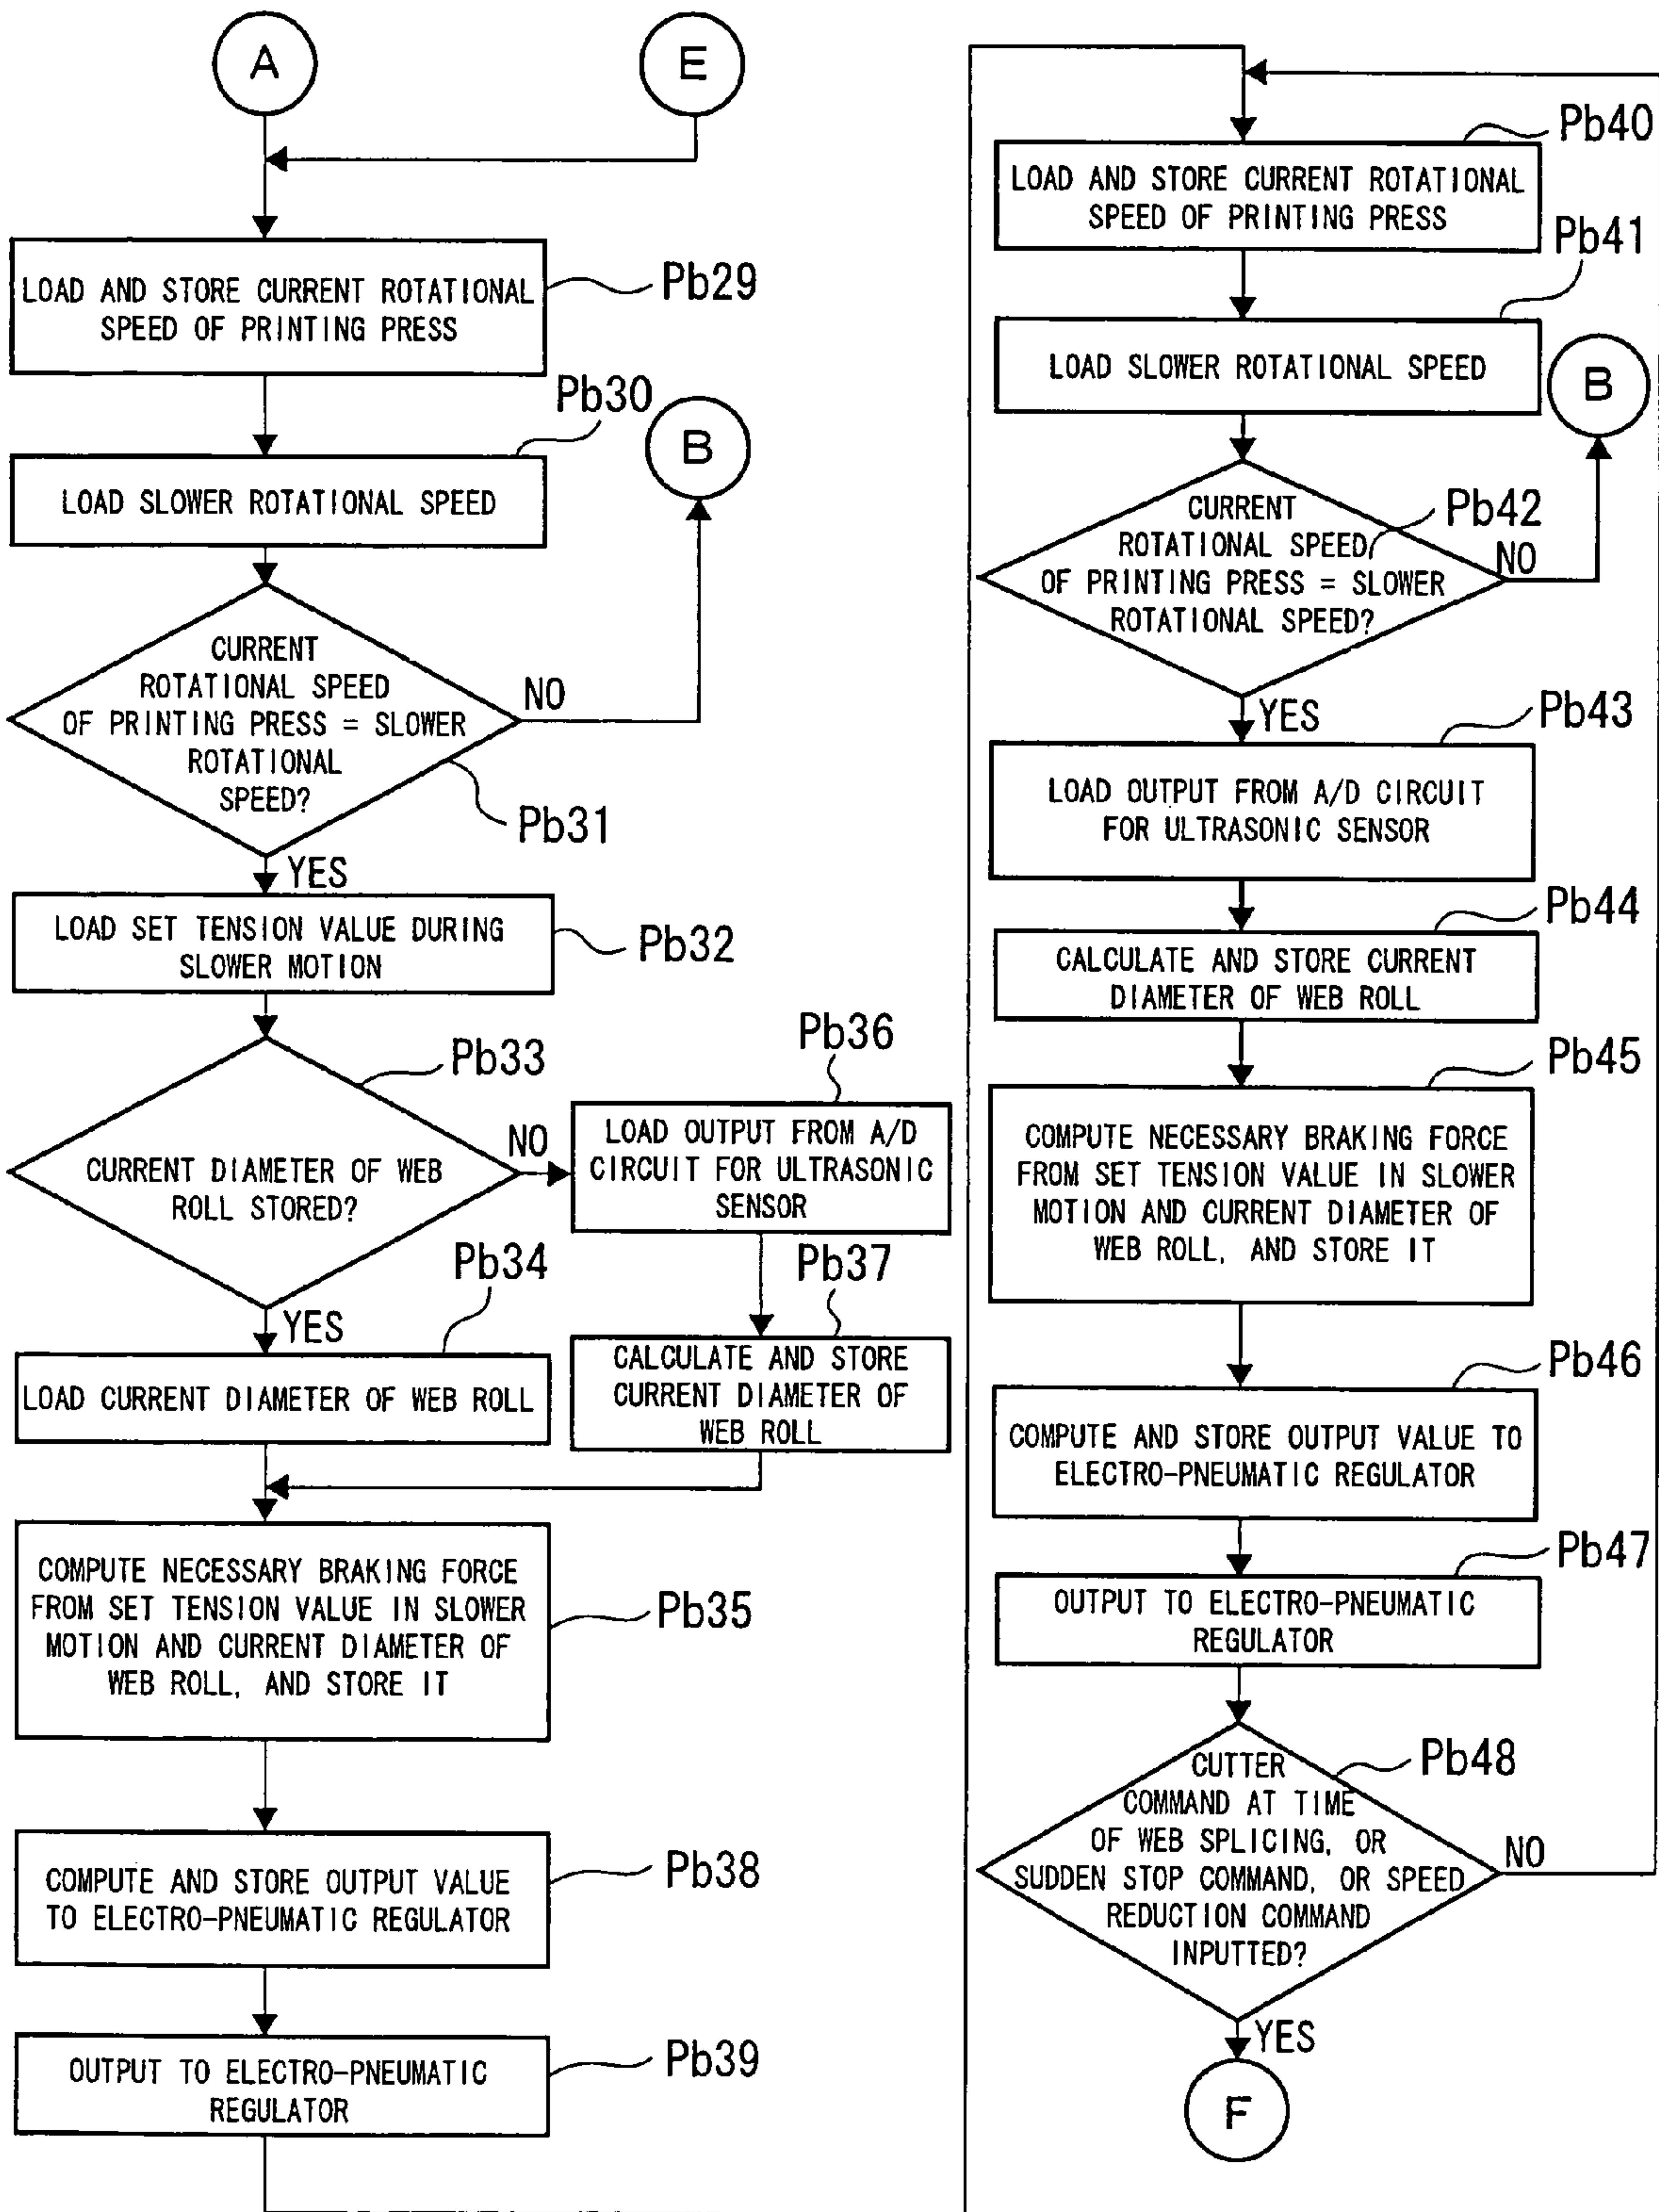 A
E
LOAD AND STORE CURRENT ROTATIONAL
SPEED OF PRINTING PRESS
Pb29
Pb30
LOAD SLOWER ROTATIONAL SPEED
B
CURRENT
ROTATIONAL SPEED
OF PRINTING PRESS = SLOWER
ROTATIONAL
SPEED?
NO
Pb31
YES
LOAD SET TENSION VALUE DURING
SLOWER MOTION
Pb32
Pb33
CURRENT DIAMETER OF WEB
ROLL STORED?
NO
Pb36
LOAD OUTPUT FROM A/D
CIRCUIT FOR ULTRASONIC
SENSOR
YES
Pb34
LOAD CURRENT DIAMETER OF WEB ROLL
Pb37
CALCULATE AND STORE
CURRENT DIAMETER OF
WEB ROLL
COMPUTE NECESSARY BRAKING FORCE
FROM SET TENSION VALUE IN SLOWER
MOTION AND CURRENT DIAMETER OF
WEB ROLL, AND STORE IT
Pb35
COMPUTE AND STORE OUTPUT VALUE
TO ELECTRO-PNEUMATIC REGULATOR
Pb38
OUTPUT TO ELECTRO-PNEUMATIC
REGULATOR
Pb39
Pb40
LOAD AND STORE CURRENT ROTATIONAL
SPEED OF PRINTING PRESS
Pb41
LOAD SLOWER ROTATIONAL SPEED
B
CURRENT
ROTATIONAL SPEED
OF PRINTING PRESS = SLOWER
ROTATIONAL SPEED?
Pb42
NO
YES
Pb43
LOAD OUTPUT FROM A/D CIRCUIT
FOR ULTRASONIC SENSOR
Pb44
CALCULATE AND STORE CURRENT
DIAMETER OF WEB ROLL
Pb45
COMPUTE NECESSARY BRAKING FORCE
FROM SET TENSION VALUE IN SLOWER
MOTION AND CURRENT DIAMETER OF
WEB ROLL, AND STORE IT
Pb46
COMPUTE AND STORE OUTPUT VALUE TO
ELECTRO-PNEUMATIC REGULATOR
Pb47
OUTPUT TO ELECTRO-PNEUMATIC
REGULATOR
Pb48
CUTTER
COMMAND AT TIME
OF WEB SPLICING, OR
SUDDEN STOP COMMAND, OR SPEED
REDUCTION COMMAND
INPUTTED?
NO
YES
F